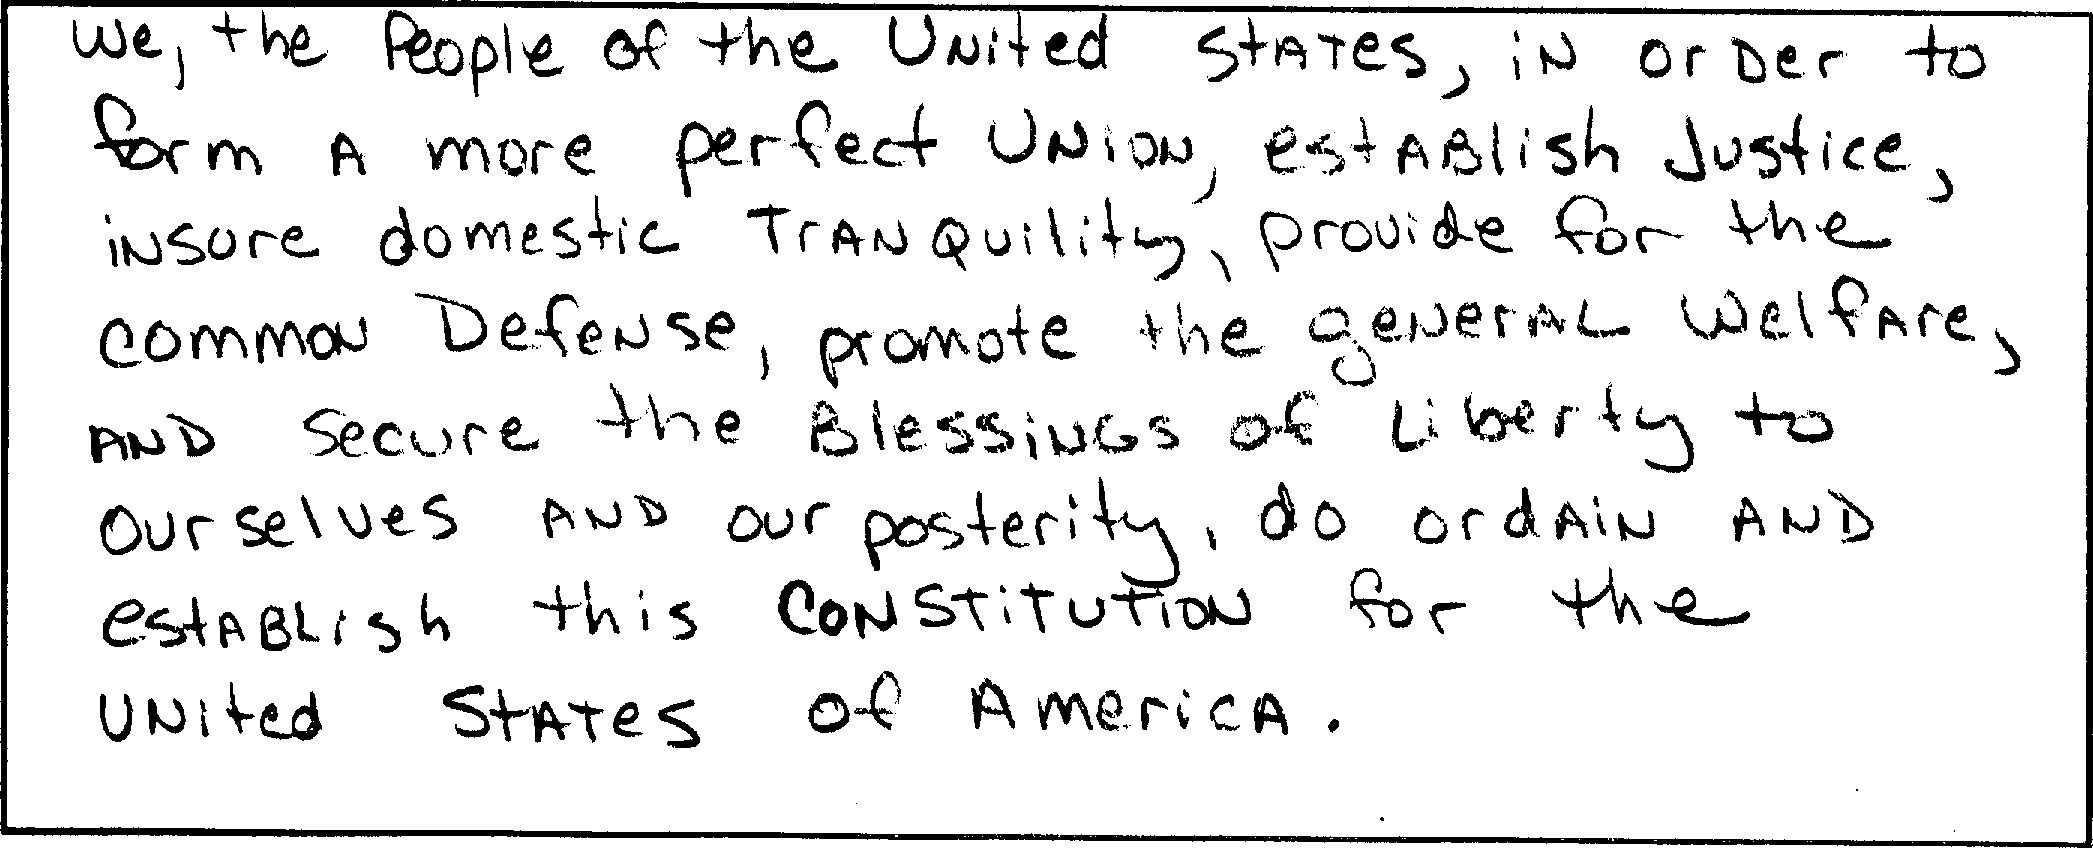 We, the People of the United States, in order to
form a more perfect Union, establish Justice,
insure domestic Tranquility, provide for the
common Defense, promote the general Welfare,
and secure the Blessings of Liberty to
ourselves and our posterity, do ordain and
establish this CONSTITUTION for the
United States of America.